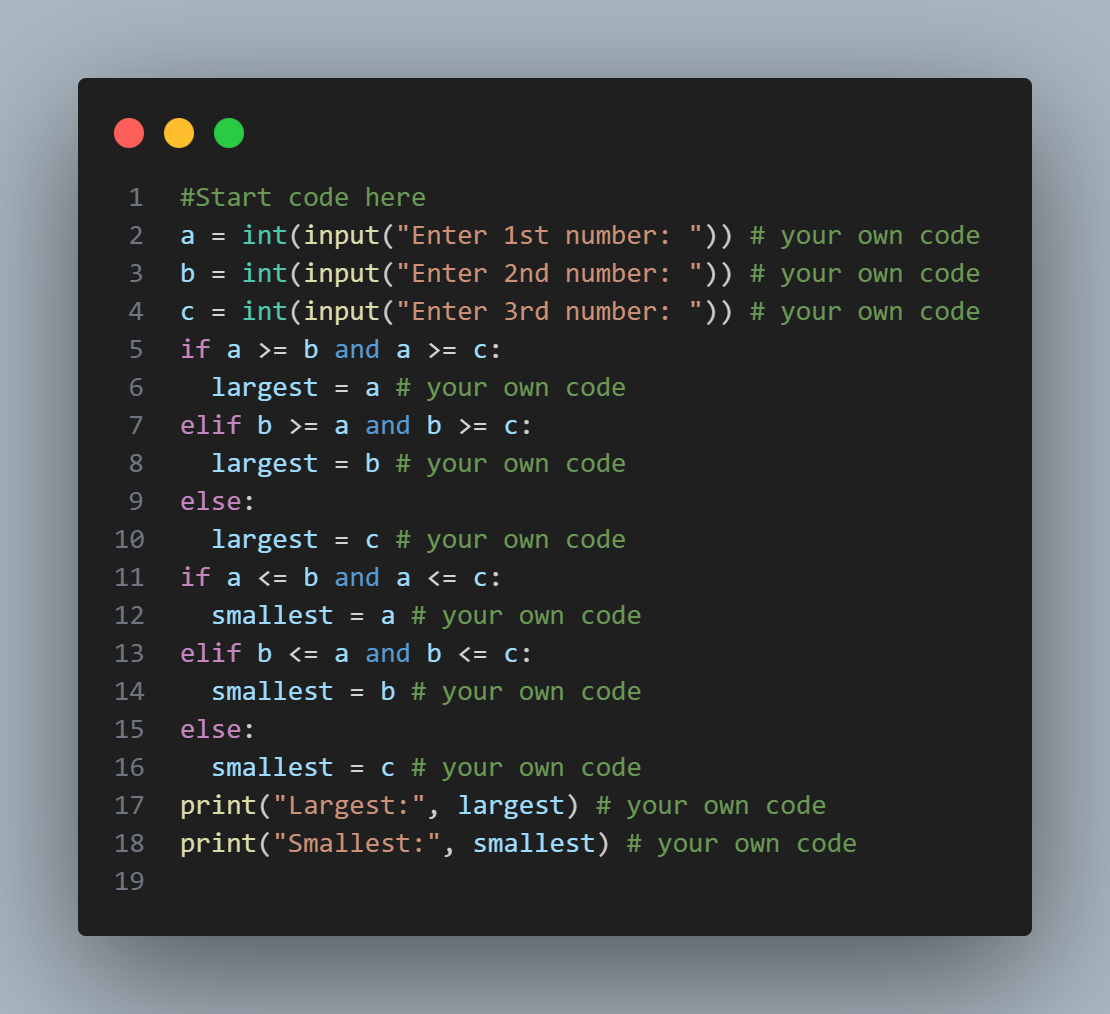 1 #Start code here
2 a = int(input("Enter 1st number: ")) # your own code
3 b = int(input("Enter 2nd number: ")) # your own code
4 c = int(input("Enter 3rd number: ")) # your own code
5 if a >= b and a >= c:
6   largest = a # your own code
7 elif b >= a and b >= c:
8   largest = b # your own code
9 else:
10   largest = c # your own code
11 if a <= b and a <= c:
12   smallest = a # your own code
13 elif b <= a and b <= c:
14   smallest = b # your own code
15 else:
16   smallest = c # your own code
17 print("Largest:", largest) # your own code
18 print("Smallest:", smallest) # your own code
19